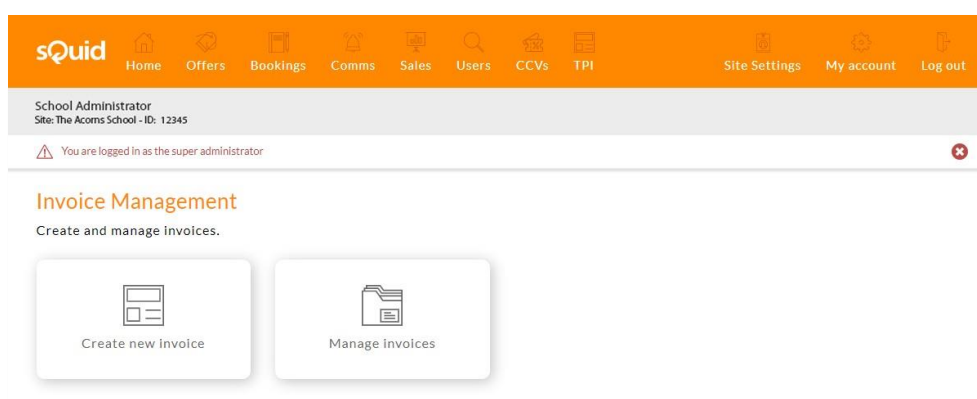 sQuid
Home Offers Bookings Comms Sales Users CCVs TPI Site Settings My account Log out
School Administrator
Site: The Acorns School - ID: 12345
You are logged in as the super administrator
Invoice Management
Create and manage invoices.
Create new invoice Manage invoices